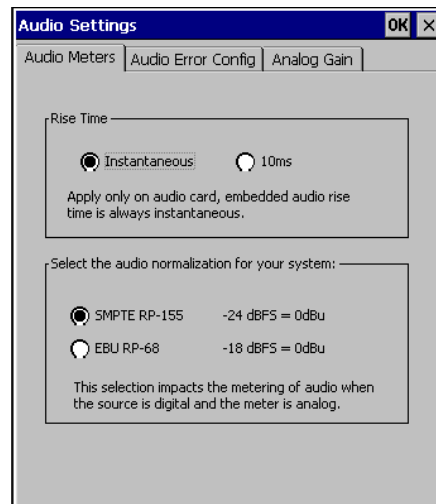 Audio Settings OK ×
Audio Meters Audio Error Config Analog Gain
Rise Time
Instantaneous 10ms
Apply only on audio card, embedded audio rise
time is always instantaneous.
Select the audio normalization for your system:
SMPTE RP-155 -24 dBFS = 0dBu
EBU RP-68 -18 dBFS = 0dBu
This selection impacts the metering of audio when
the source is digital and the meter is analog.